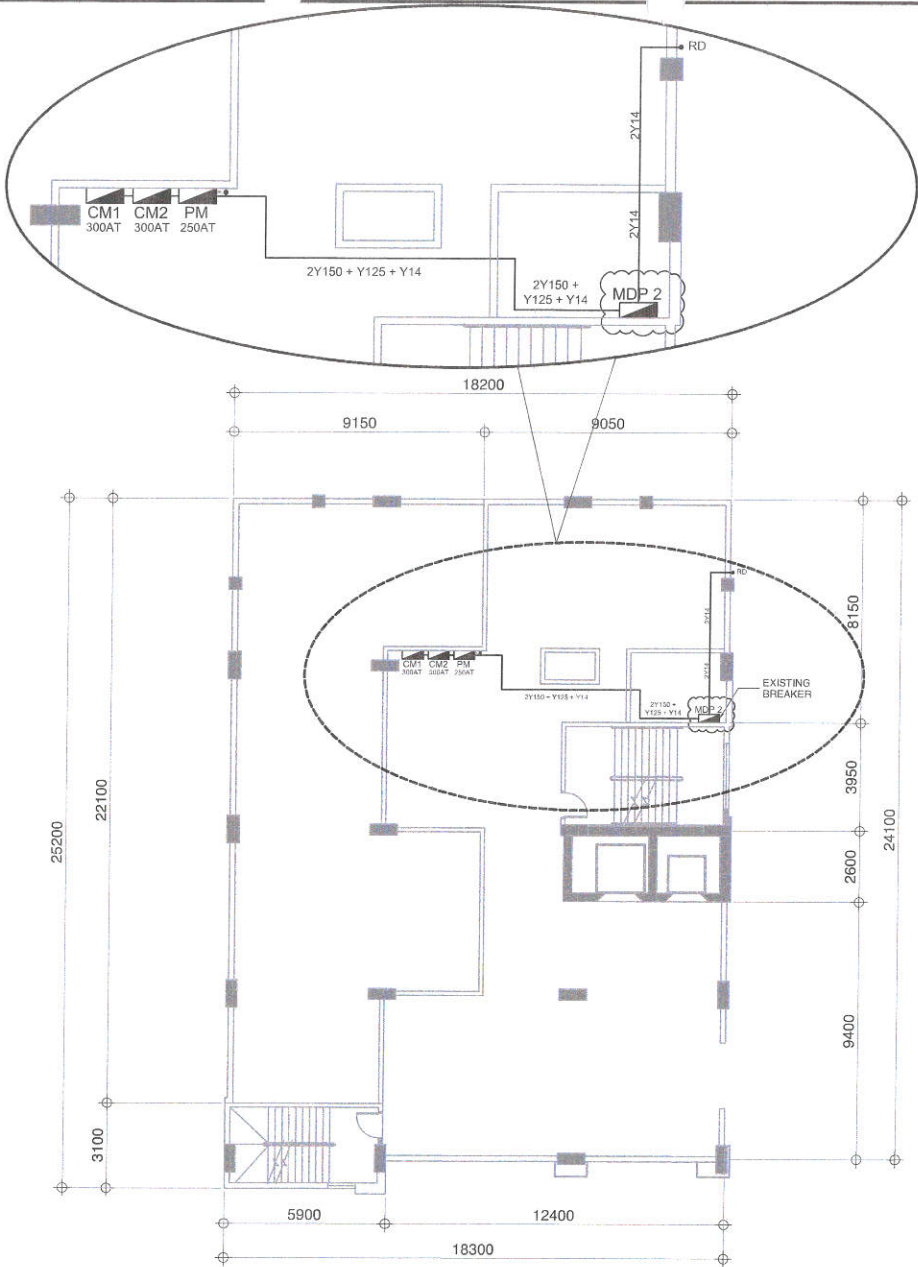 RD
2Y14
2Y14
CM1 CM2 PM
300AT 300AT 250AT
2Y150 + Y125 + Y14
2Y150 +
Y125 + Y14
MDP 2
18200
9150
9050
RD
2Y14
8150
CM1 CM2 PM
300AT 300AT 250AT
2Y14
2Y150 + Y125 + Y14
2Y150 +
Y125 + Y14
MDP 2
EXISTING
BREAKER
25200
22100
3950
24100
2600
9400
3100
5900
12400
18300